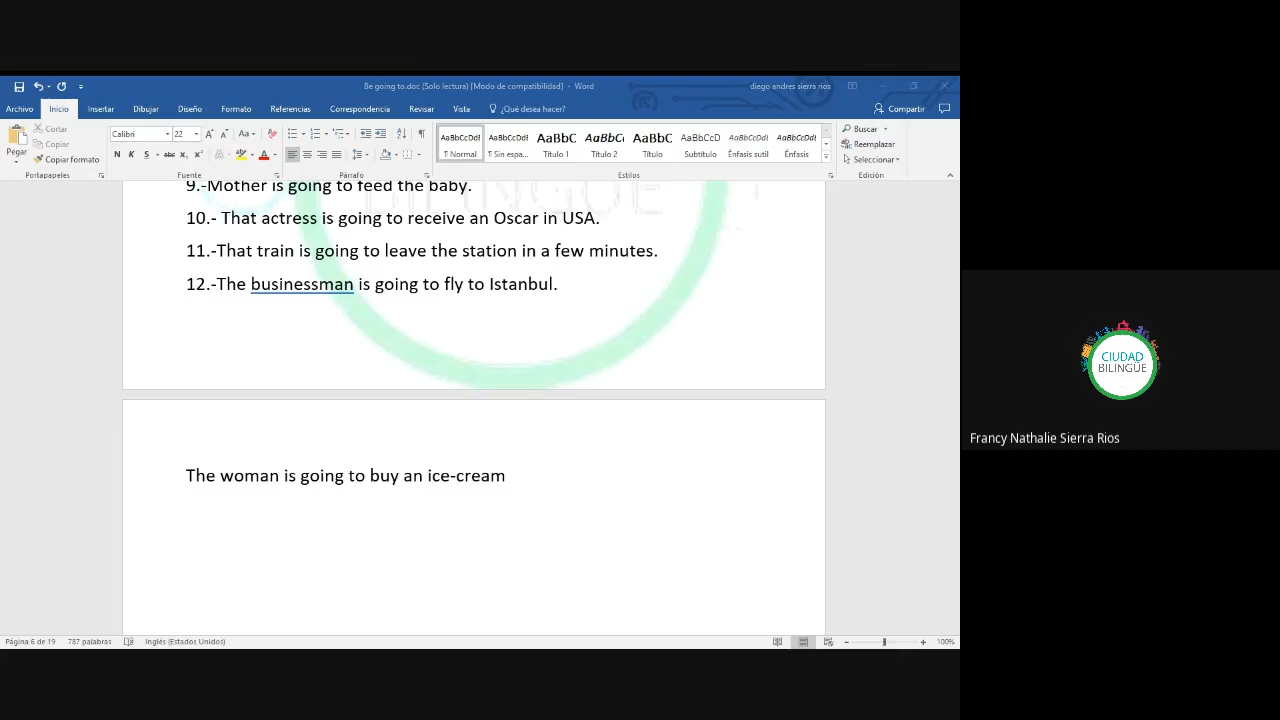 Be going to.doc (Solo lectura) [Modo de compatibilidad] - Word
diego andres sierra rios
Archivo Inicio Insertar Dibujar Diseño Formato Referencias Correspondencia Revisar Vista ¿Qué desea hacer? Compartir
Pegar
Cortar
Copiar
Copiar formato
Portapapeles
Calibri 22
N K S abc x₂ x²
Fuente
Párrafo
AaBbCcDdI AaBbCcDdI AaBbC AaBbCc AaBbC AaBbCcD AaBbCcDdI AaBbCcDdI
¶ Normal ¶ Sin espa... Título 1 Título 2 Título Subtítulo Énfasis sutil Énfasis
Estilos
Buscar
Reemplazar
Seleccionar
Edición
9.-Mother is going to feed the baby.
10.- That actress is going to receive an Oscar in USA.
11.-That train is going to leave the station in a few minutes.
12.-The businessman is going to fly to Istanbul.
The woman is going to buy an ice-cream
Página 6 de 19 787 palabras Inglés (Estados Unidos) 100%
CIUDAD
BILINGÜE
Francy Nathalie Sierra Rios